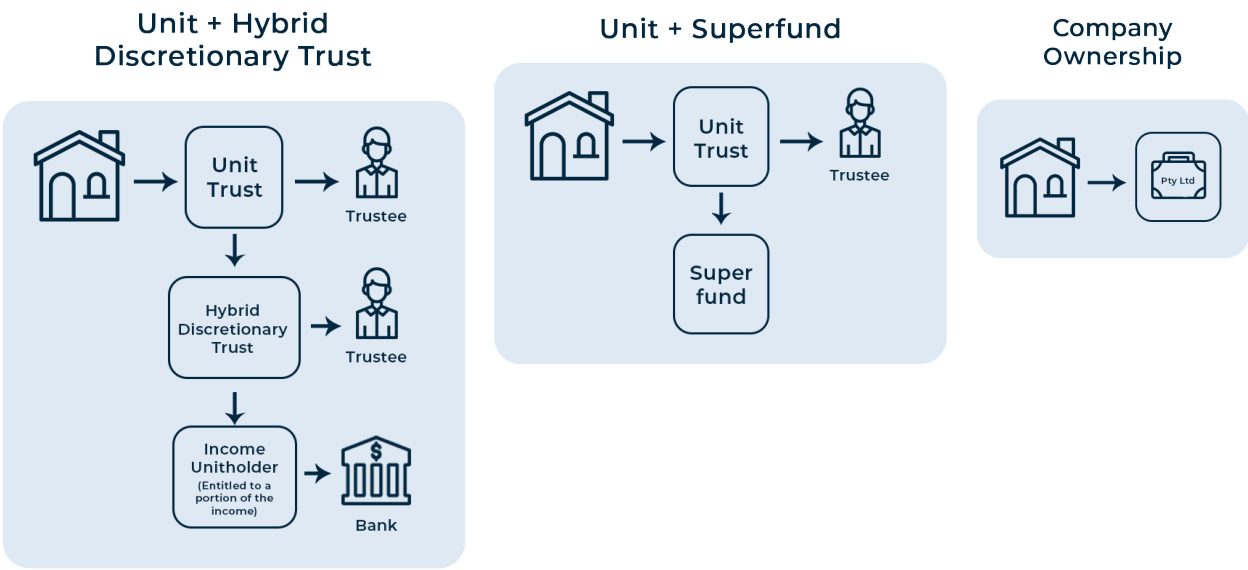 Unit + Hybrid
Discretionary Trust
Unit
Trust
Trustee
Hybrid
Discretionary
Trust
Trustee
Income
Unitholder
(Entitled to a
portion of the
income)
$
Bank
Unit + Superfund
Unit
Trust
Trustee
Super
fund
Company
Ownership
Pty Ltd